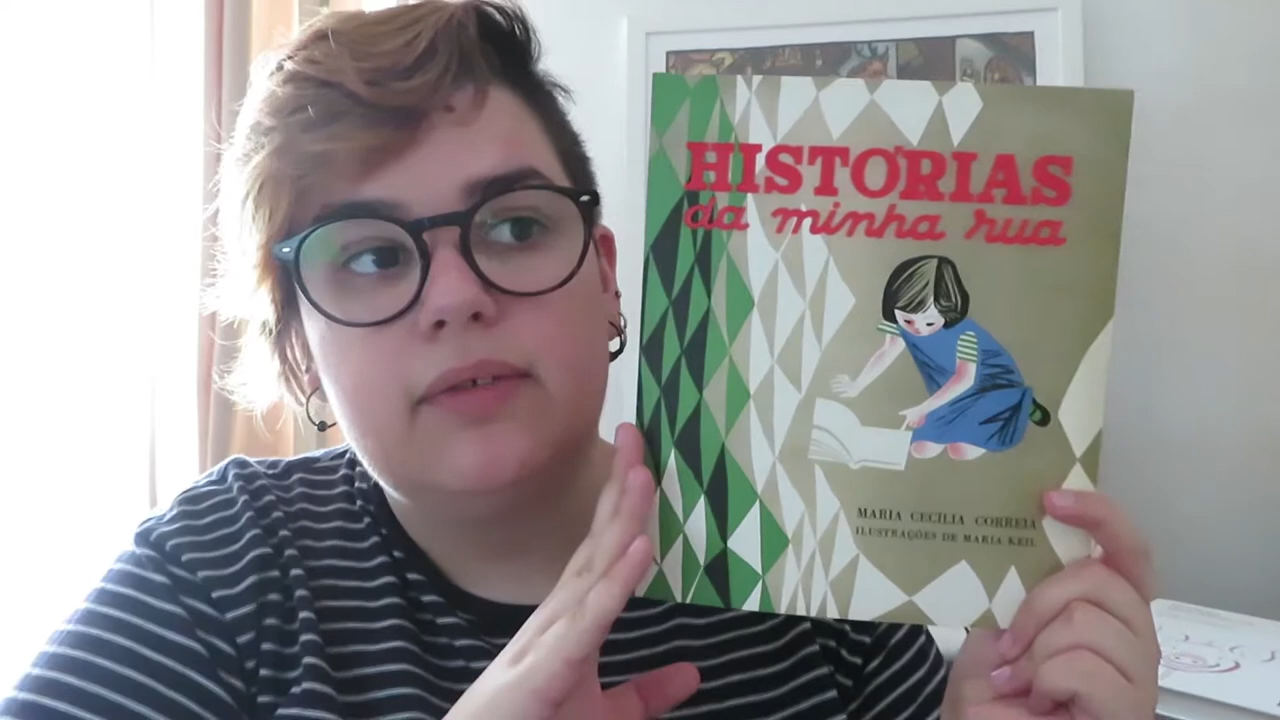 HISTÓRIAS
da minha rua
MARIA CECÍLIA CORREIA
ILUSTRAÇÕES DE MARIA KEIL